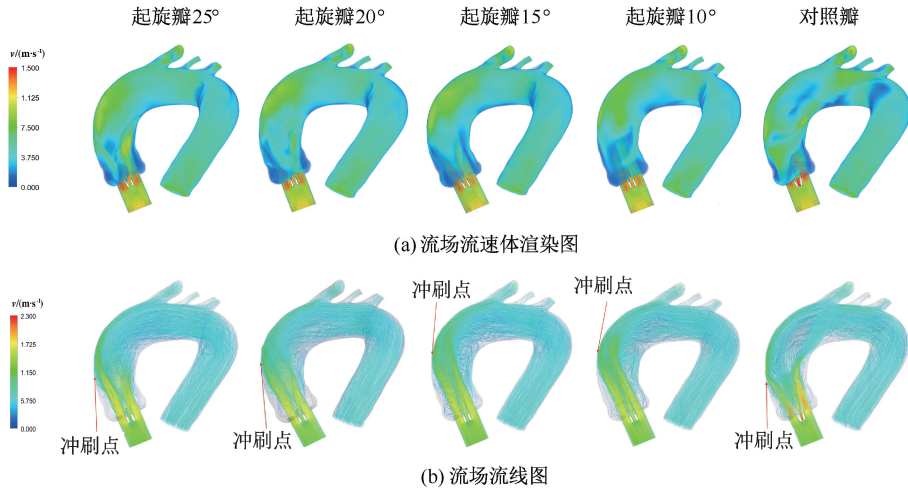 起旋瓣25° 起旋瓣20° 起旋瓣15° 起旋瓣10° 对照瓣
v/(m·s⁻¹)
1.500
1.125
7.500
3.750
0.000
(a) 流场流速体渲染图
v/(m·s⁻¹)
2.300
1.725
1.150
5.750
0.000
冲刷点
冲刷点
冲刷点
冲刷点
冲刷点
(b) 流场流线图